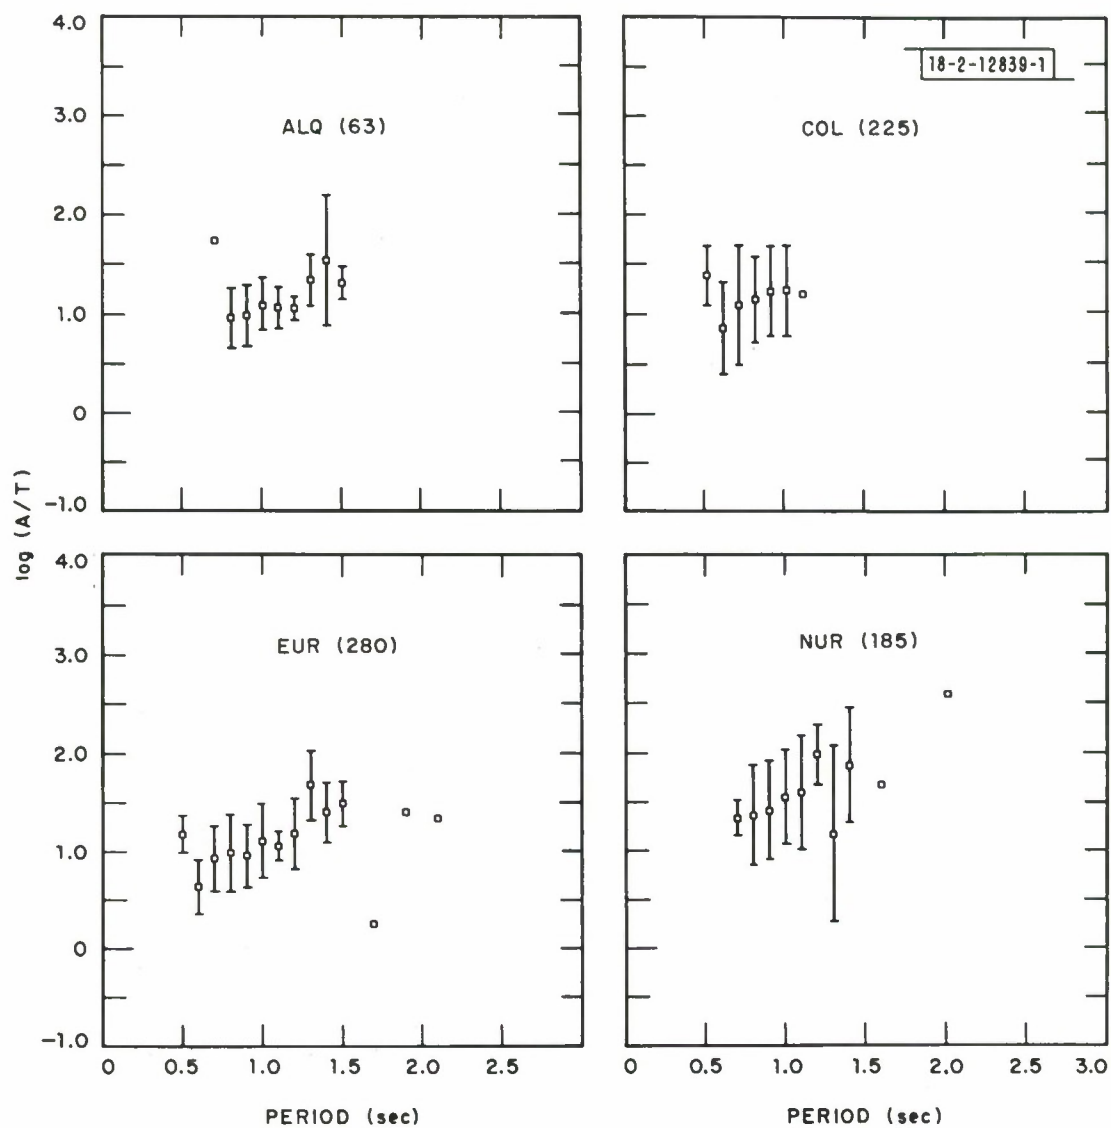 4.0
3.0
2.0
1.0
0
-1.0
ALQ (63)
18-2-12839-1
COL (225)
log (A/T)
4.0
3.0
2.0
1.0
0
-1.0
EUR (280)
NUR (185)
0 0.5 1.0 1.5 2.0 2.5
0 0.5 1.0 1.5 2.0 2.5 3.0
PERIOD (sec)
PERIOD (sec)